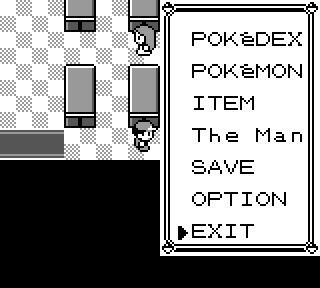 POKéDEX
POKéMON
ITEM
The Man
SAVE
OPTION
EXIT